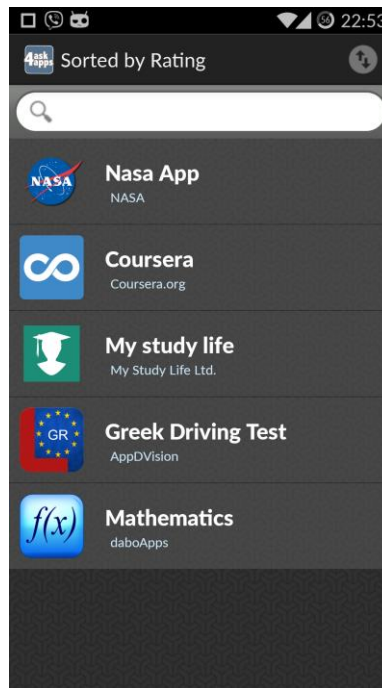 56 22:53
4ask apps Sorted by Rating
NASA
Nasa App
NASA
Coursera
Coursera.org
My study life
My Study Life Ltd.
GR
Greek Driving Test
AppDVision
f(x)
Mathematics
daboApps